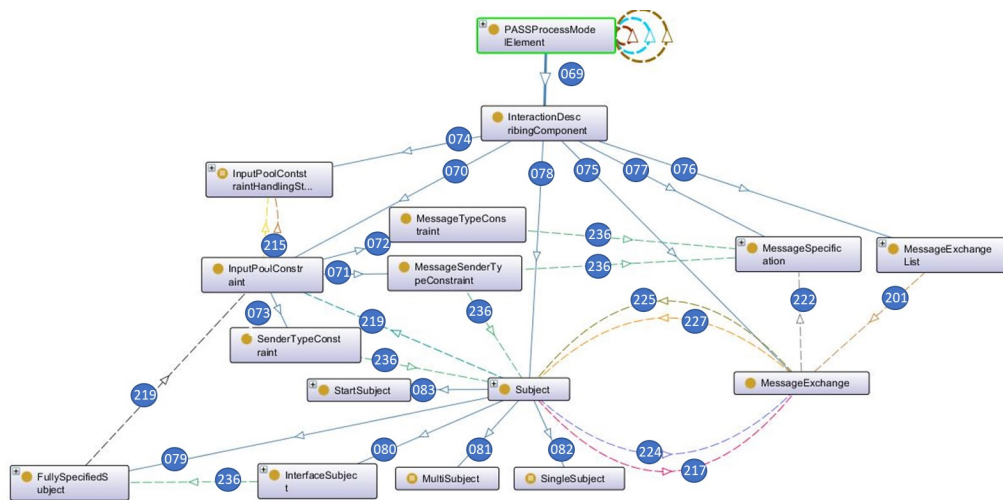 PASSProcessMode
lElement
069
InteractionDesc
ribingComponent
074
070
078
075
077
076
InputPoolContst
raintHandlingSt...
215
072
MessageTypeCons
traint
236
MessageSpecific
ation
MessageExchange
List
InputPoolConstr
aint
071
MessageSenderTy
peConstraint
236
225
222
201
073
219
236
227
SenderTypeConst
raint
236
219
StartSubject
083
Subject
MessageExchange
079
080
081
082
224
217
FullySpecifiedS
ubject
236
InterfaceSubjec
t
MultiSubject
SingleSubject